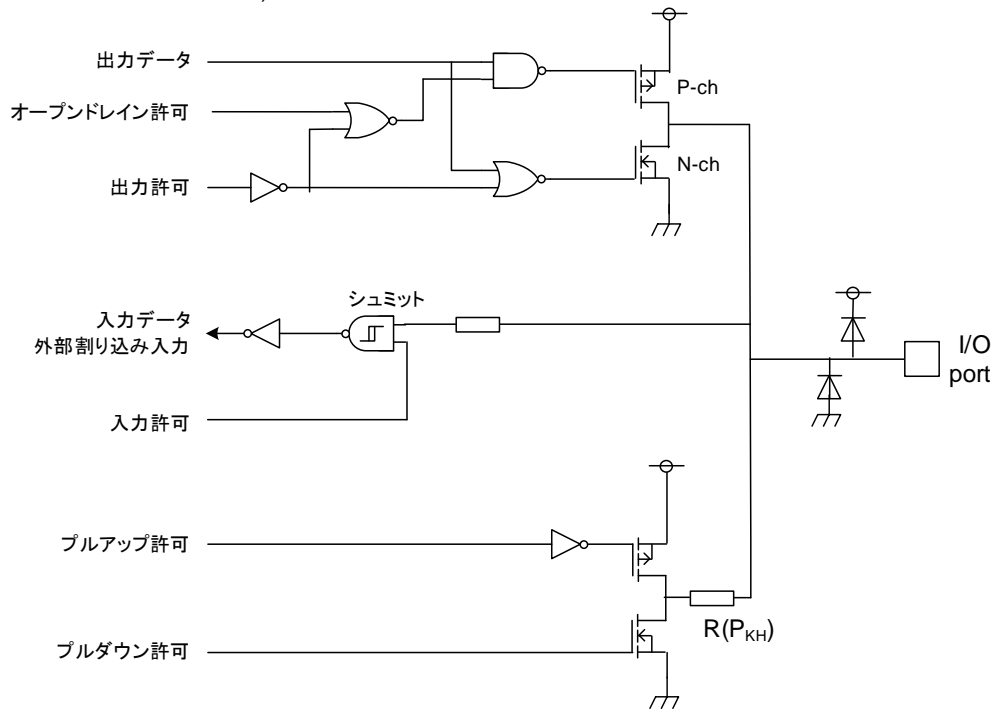 出力データ
オープンドレイン許可
出力許可
P-ch
N-ch
シュミット
入力データ
外部割り込み入力
入力許可
I/O
port
プルアップ許可
プルダウン許可
R(PKH)